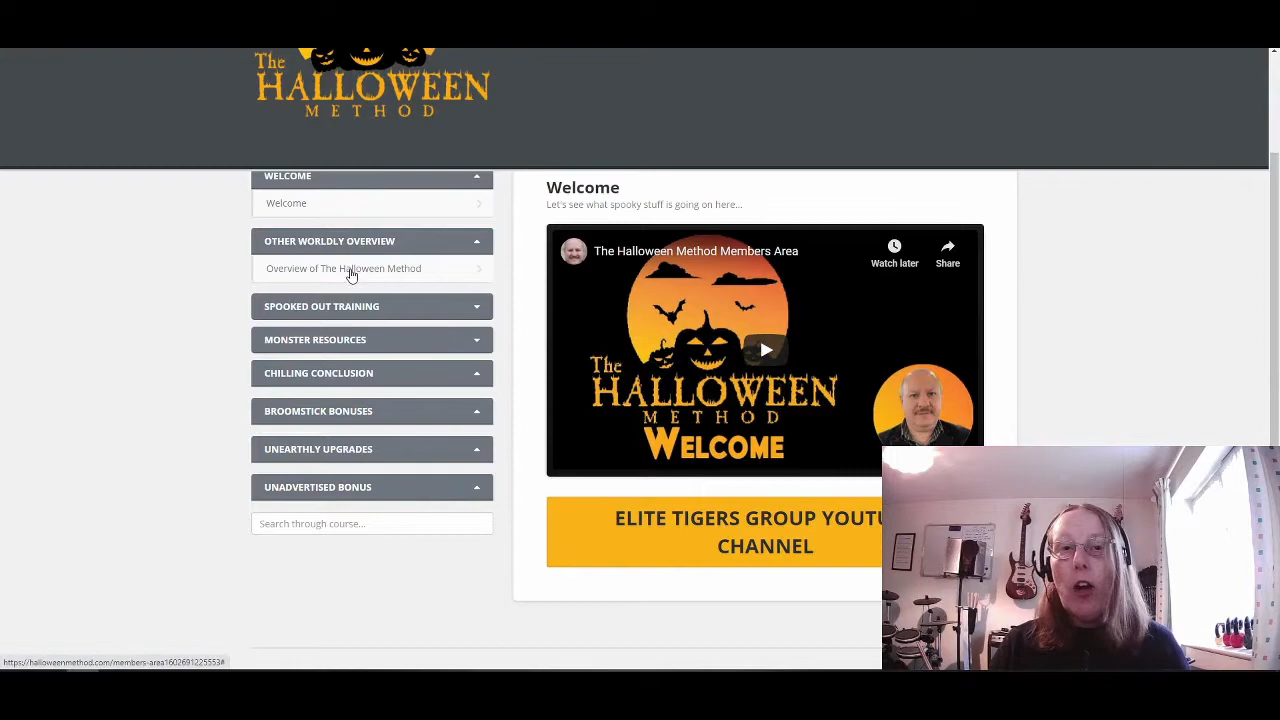 The
HALLOWEEN
METHOD
WELCOME
Welcome
OTHER WORLDLY OVERVIEW
Overview of The Halloween Method
SPOOKED OUT TRAINING
MONSTER RESOURCES
CHILLING CONCLUSION
BROOMSTICK BONUSES
UNEARTHLY UPGRADES
UNADVERTISED BONUS
Search through course...
Welcome
Let's see what spooky stuff is going on here...
The Halloween Method Members Area
Watch later
Share
The
HALLOWEEN
METHOD
WELCOME
ELITE TIGERS GROUP YOUTU
CHANNEL
https://halloweenmethod.com/members-area1602691225553#